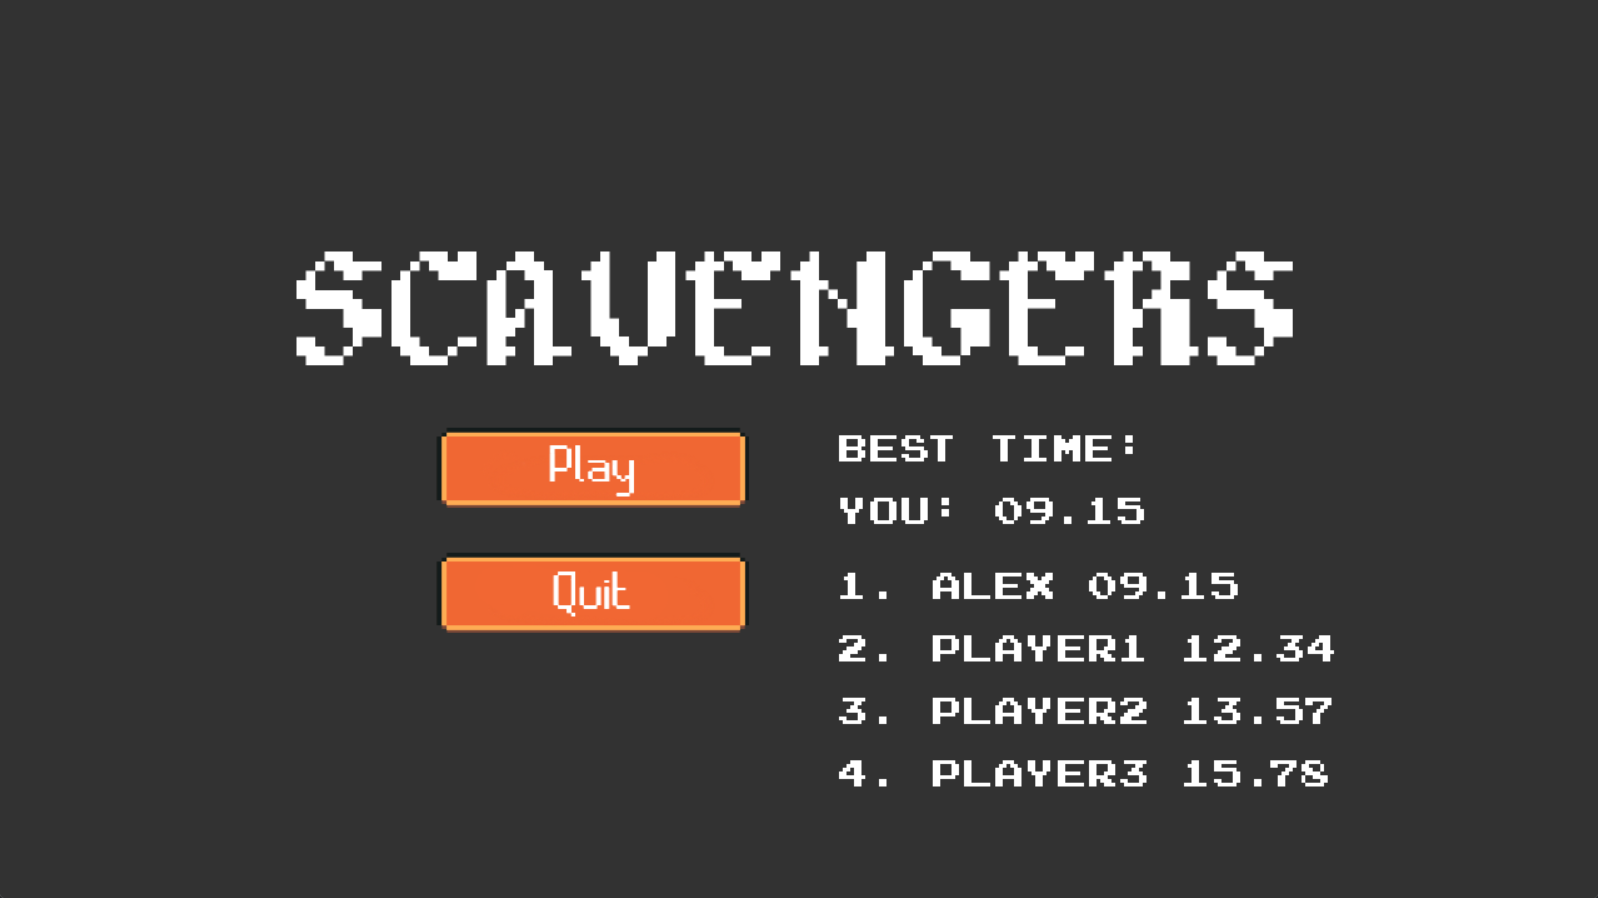 SCAVENGERS
Play
Quit
BEST TIME:
YOU: 09.15
1. ALEX 09.15
2. PLAYER1 12.34
3. PLAYER2 13.57
4. PLAYER3 15.78